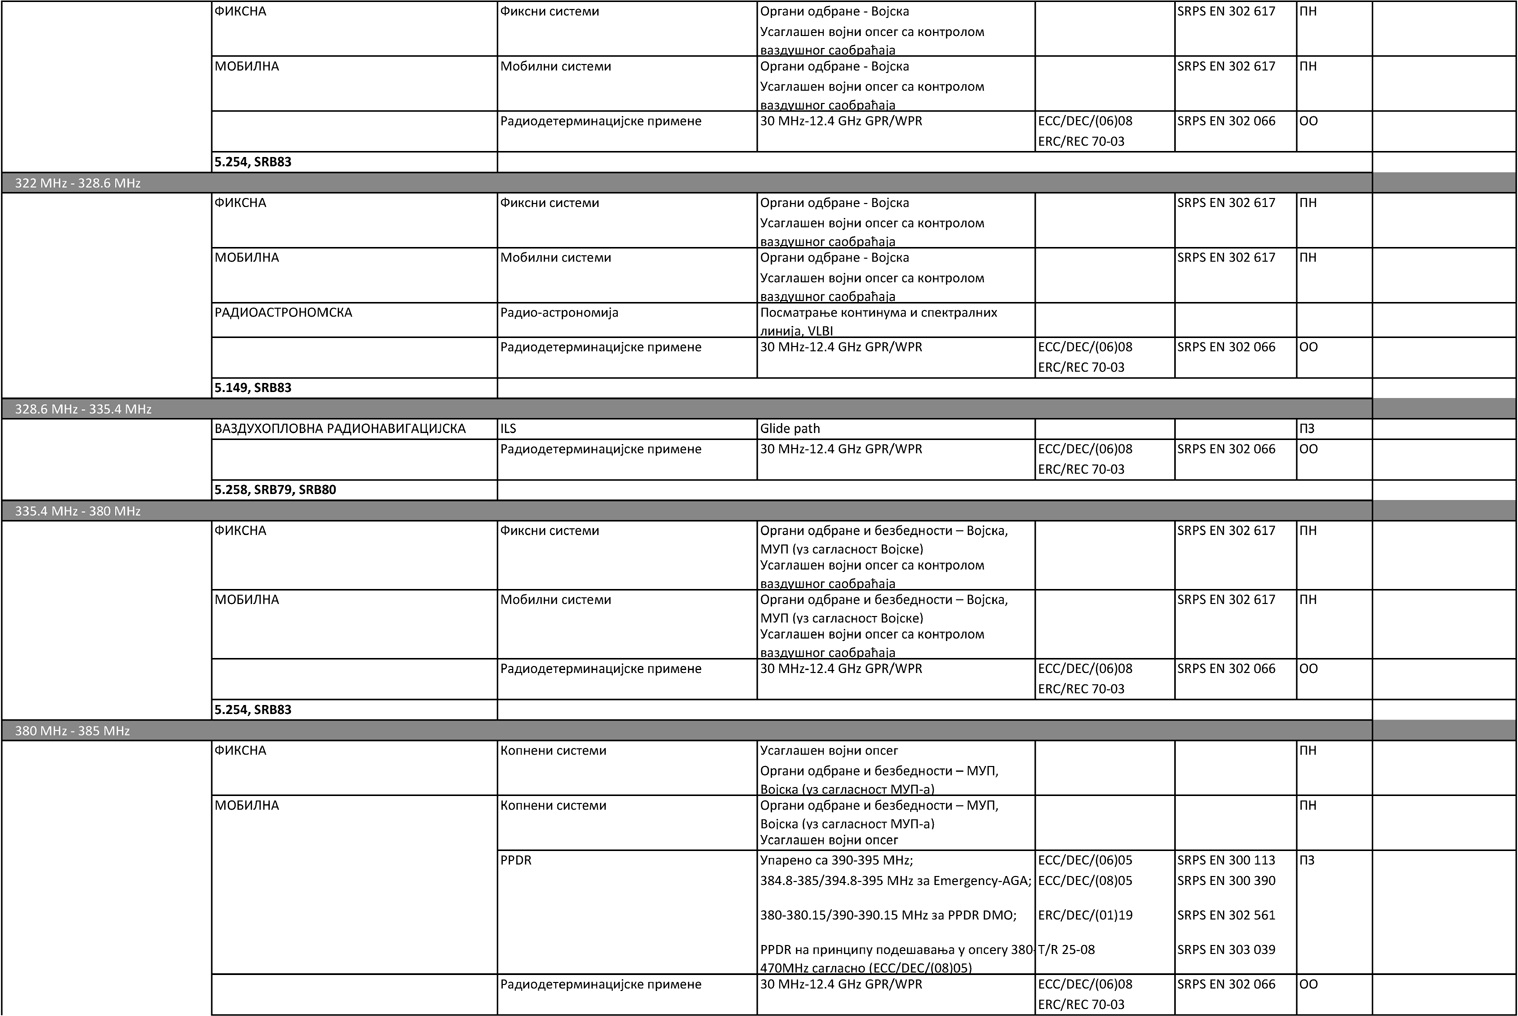 ФИКСНА Фиксни системи Органи одбране - Војска SRPS EN 302 617 ПН
Усаглашен војни опсег са контролом
ваздушног саобраћаја
МОБИЛНА Мобилни системи Органи одбране - Војска SRPS EN 302 617 ПН
Усаглашен војни опсег са контролом
ваздушног саобраћаја
Радиодетерминацијске примене 30 MHz-12.4 GHz GPR/WPR ECC/DEC/(06)08 SRPS EN 302 066 ОО
ERC/REC 70-03
5.254, SRB83
322 MHz - 328.6 MHz
ФИКСНА Фиксни системи Органи одбране - Војска SRPS EN 302 617 ПН
Усаглашен војни опсег са контролом
ваздушног саобраћаја
МОБИЛНА Мобилни системи Органи одбране - Војска SRPS EN 302 617 ПН
Усаглашен војни опсег са контролом
ваздушног саобраћаја
РАДИОАСТРОНОМСКА Радио-астрономија Посматрање континума и спектралних
линија, VLBI
Радиодетерминацијске примене 30 MHz-12.4 GHz GPR/WPR ECC/DEC/(06)08 SRPS EN 302 066 ОО
ERC/REC 70-03
5.149, SRB83
328.6 MHz - 335.4 MHz
ВАЗДУХОПЛОВНА РАДИОНАВИГАЦИЈСКА ILS Glide path ПЗ
Радиодетерминацијске примене 30 MHz-12.4 GHz GPR/WPR ECC/DEC/(06)08 SRPS EN 302 066 ОО
ERC/REC 70-03
5.258, SRB79, SRB80
335.4 MHz - 380 MHz
ФИКСНА Фиксни системи Органи одбране и безбедности – Војска, SRPS EN 302 617 ПН
МУП (уз сагласност Војске)
Усаглашен војни опсег са контролом
ваздушног саобраћаја
МОБИЛНА Мобилни системи Органи одбране и безбедности – Војска, SRPS EN 302 617 ПН
МУП (уз сагласност Војске)
Усаглашен војни опсег са контролом
ваздушног саобраћаја
Радиодетерминацијске примене 30 MHz-12.4 GHz GPR/WPR ECC/DEC/(06)08 SRPS EN 302 066 ОО
ERC/REC 70-03
5.254, SRB83
380 MHz - 385 MHz
ФИКСНА Копнени системи Усаглашен војни опсег ПН
Органи одбране и безбедности – МУП,
Војска (уз сагласност МУП-а)
МОБИЛНА Копнени системи Органи одбране и безбедности – МУП, ПН
Војска (уз сагласност МУП-а)
Усаглашен војни опсег
PPDR Упарено са 390-395 MHz; ECC/DEC/(06)05 SRPS EN 300 113 ПЗ
384.8-385/394.8-395 MHz за Emergency-AGA; ECC/DEC/(08)05 SRPS EN 300 390
380-380.15/390-390.15 MHz за PPDR DMO; ERC/DEC/(01)19 SRPS EN 302 561
PPDR на принципу подешавања у опсегу 380- T/R 25-08 SRPS EN 303 039
470MHz сагласно (ECC/DEC/(08)05)
Радиодетерминацијске примене 30 MHz-12.4 GHz GPR/WPR ECC/DEC/(06)08 SRPS EN 302 066 ОО
ERC/REC 70-03